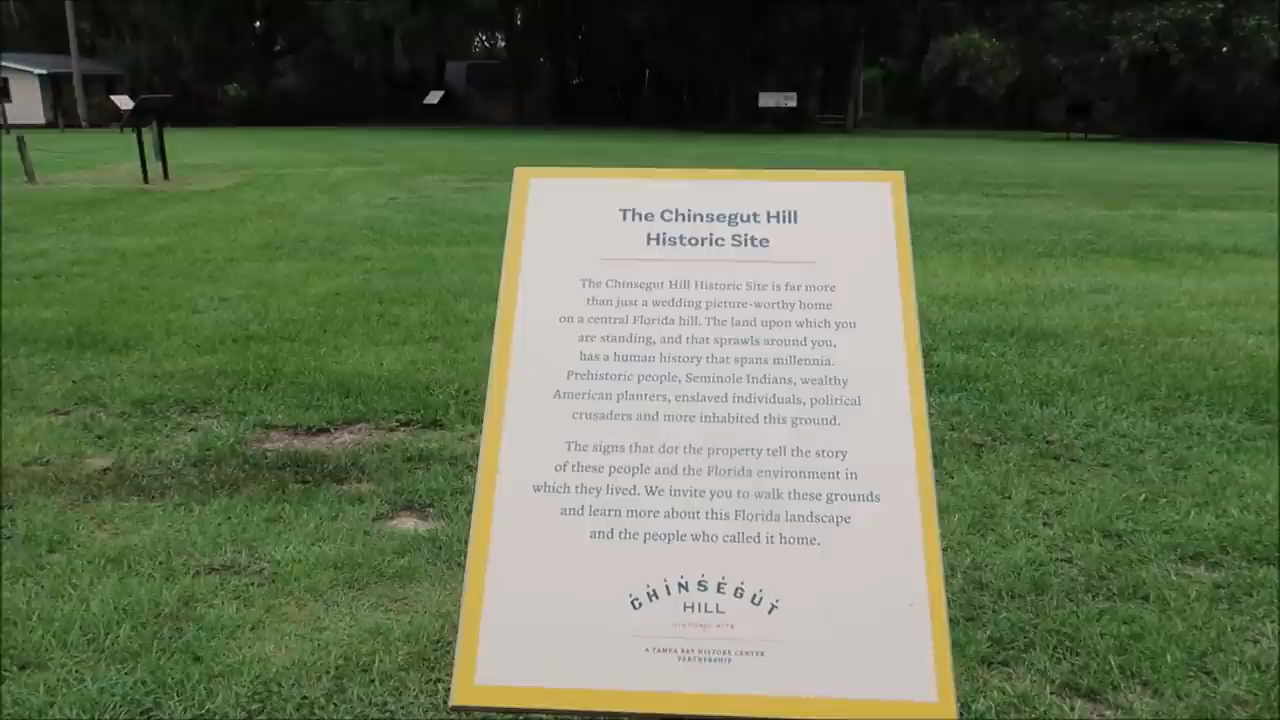 The Chinsegut Hill
Historic Site
The Chinsegut Hill Historic Site is far more
than just a wedding picture-worthy home
on a central Florida hill. The land upon which you
are standing, and that sprawls around you,
has a human history that spans millennia.
Prehistoric people, Seminole Indians, wealthy
American planters, enslaved individuals, political
crusaders and more inhabited this ground.
The signs that dot the property tell the story
of these people and the Florida environment in
which they lived. We invite you to walk these grounds
and learn more about this Florida landscape
and the people who called it home.
CHINSEGUT
HILL
HISTORIC SITE
A TAMPA BAY HISTORY CENTER
PARTNERSHIP